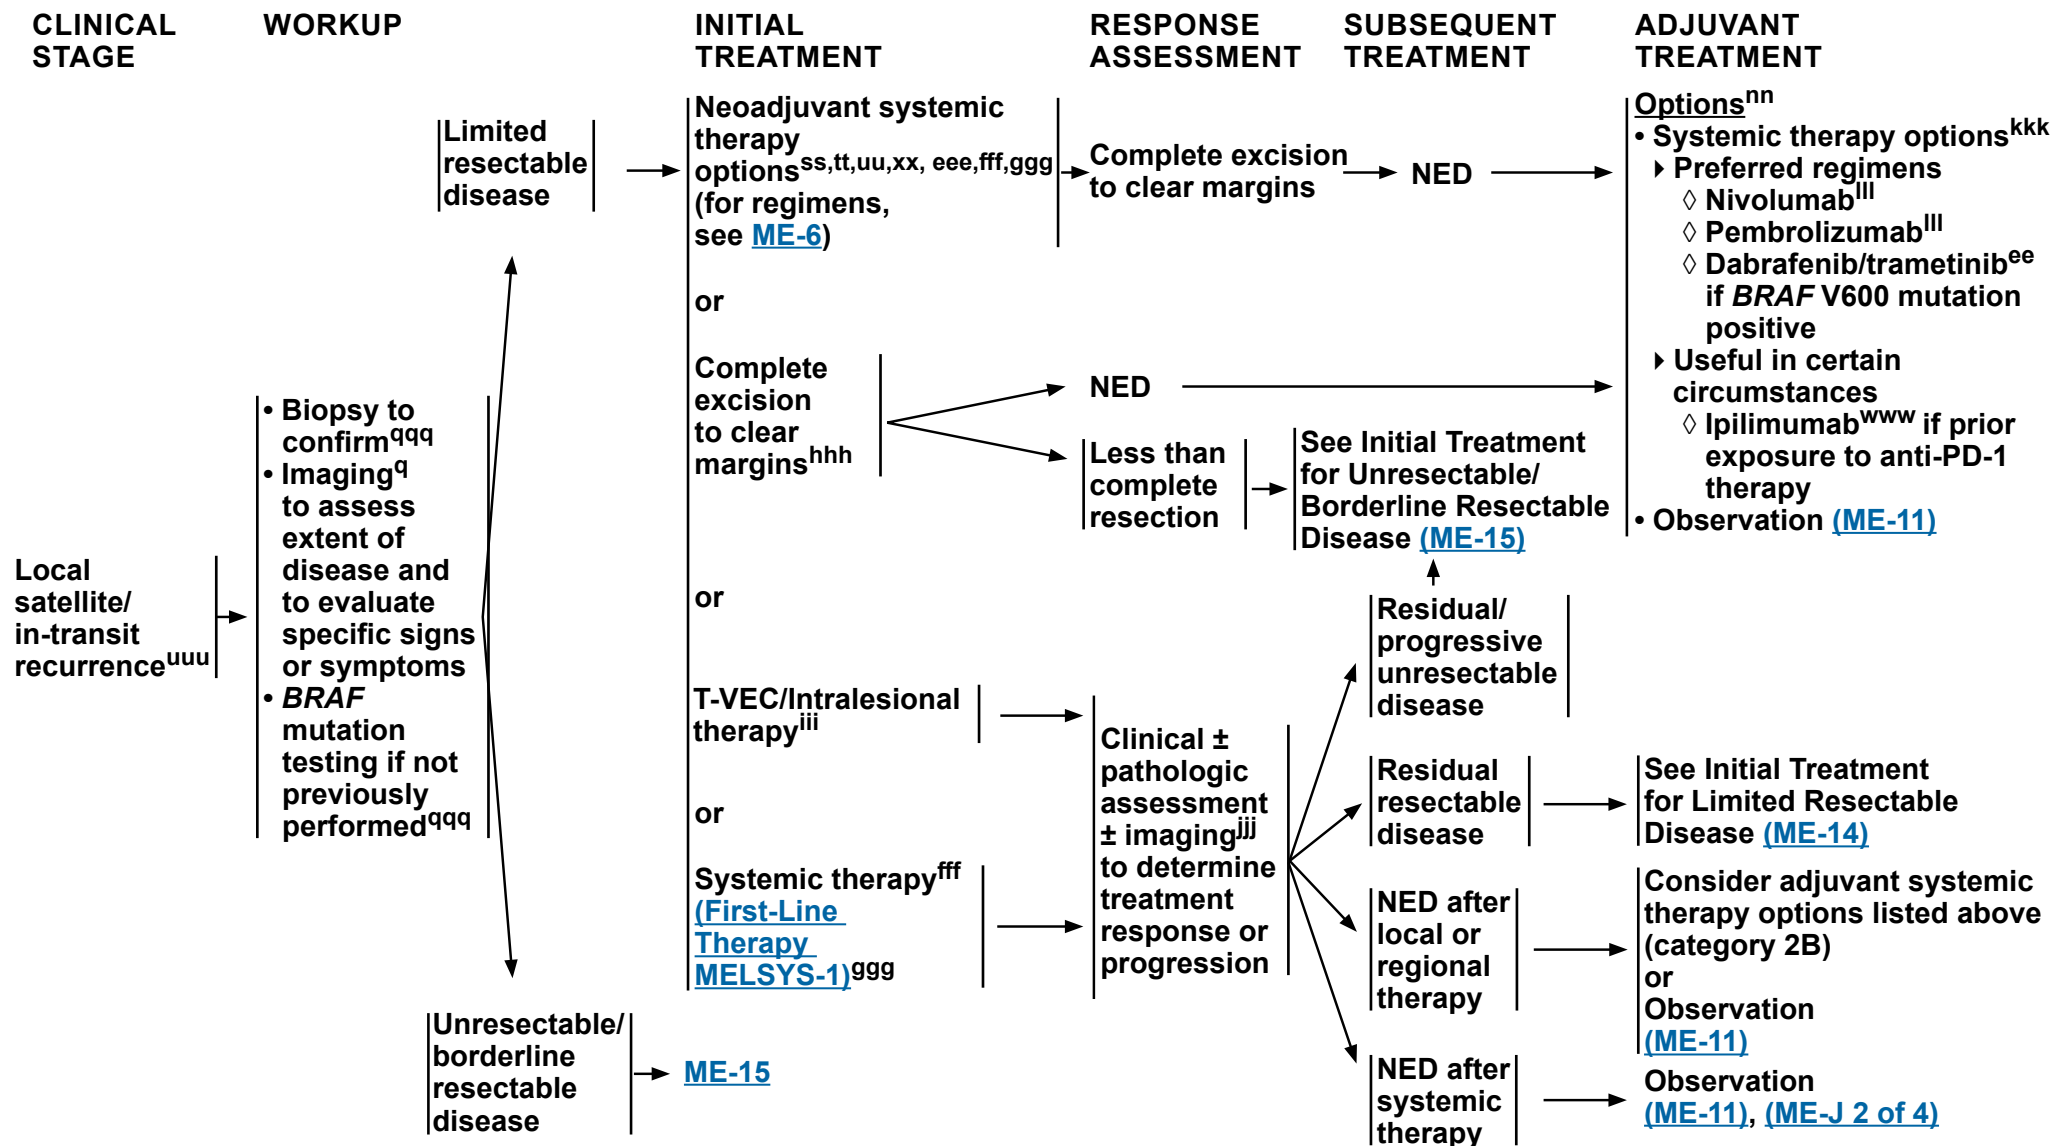 CLINICAL
STAGE
WORKUP
INITIAL
TREATMENT
RESPONSE
ASSESSMENT
SUBSEQUENT
TREATMENT
ADJUVANT
TREATMENT
Local
satellite/
in-transit
recurrenceuuu
• Biopsy to
confirmqqq
• Imagingq
to assess
extent of
disease and
to evaluate
specific signs
or symptoms
• BRAF
mutation
testing if not
previously
performedqqq
Limited
resectable
disease
Unresectable/
borderline
resectable
disease
ME-15
Neoadjuvant systemic
therapy
optionsss,tt,uu,xx, eee,fff,ggg
(for regimens,
see ME-6)
or
Complete
excision
to clear
marginshhh
or
T-VEC/Intralesional
therapyiii
or
Systemic therapyfff
(First-Line
Therapy
MELSYS-1)ggg
Complete excision
to clear margins
NED
NED
Less than
complete
resection
See Initial Treatment
for Unresectable/
Borderline Resectable
Disease (ME-15)
Clinical ±
pathologic
assessment
± imagingjjj
to determine
treatment
response or
progression
Residual/
progressive
unresectable
disease
Residual
resectable
disease
NED after
local or
regional
therapy
NED after
systemic
therapy
Optionsnn
• Systemic therapy optionskkk
▸ Preferred regimens
◊ Nivolumablll
◊ Pembrolizumablll
◊ Dabrafenib/trametinibee
if BRAF V600 mutation
positive
▸ Useful in certain
circumstances
◊ Ipilimumabwww if prior
exposure to anti-PD-1
therapy
• Observation (ME-11)
See Initial Treatment
for Limited Resectable
Disease (ME-14)
Consider adjuvant systemic
therapy options listed above
(category 2B)
or
Observation
(ME-11)
Observation
(ME-11), (ME-J 2 of 4)